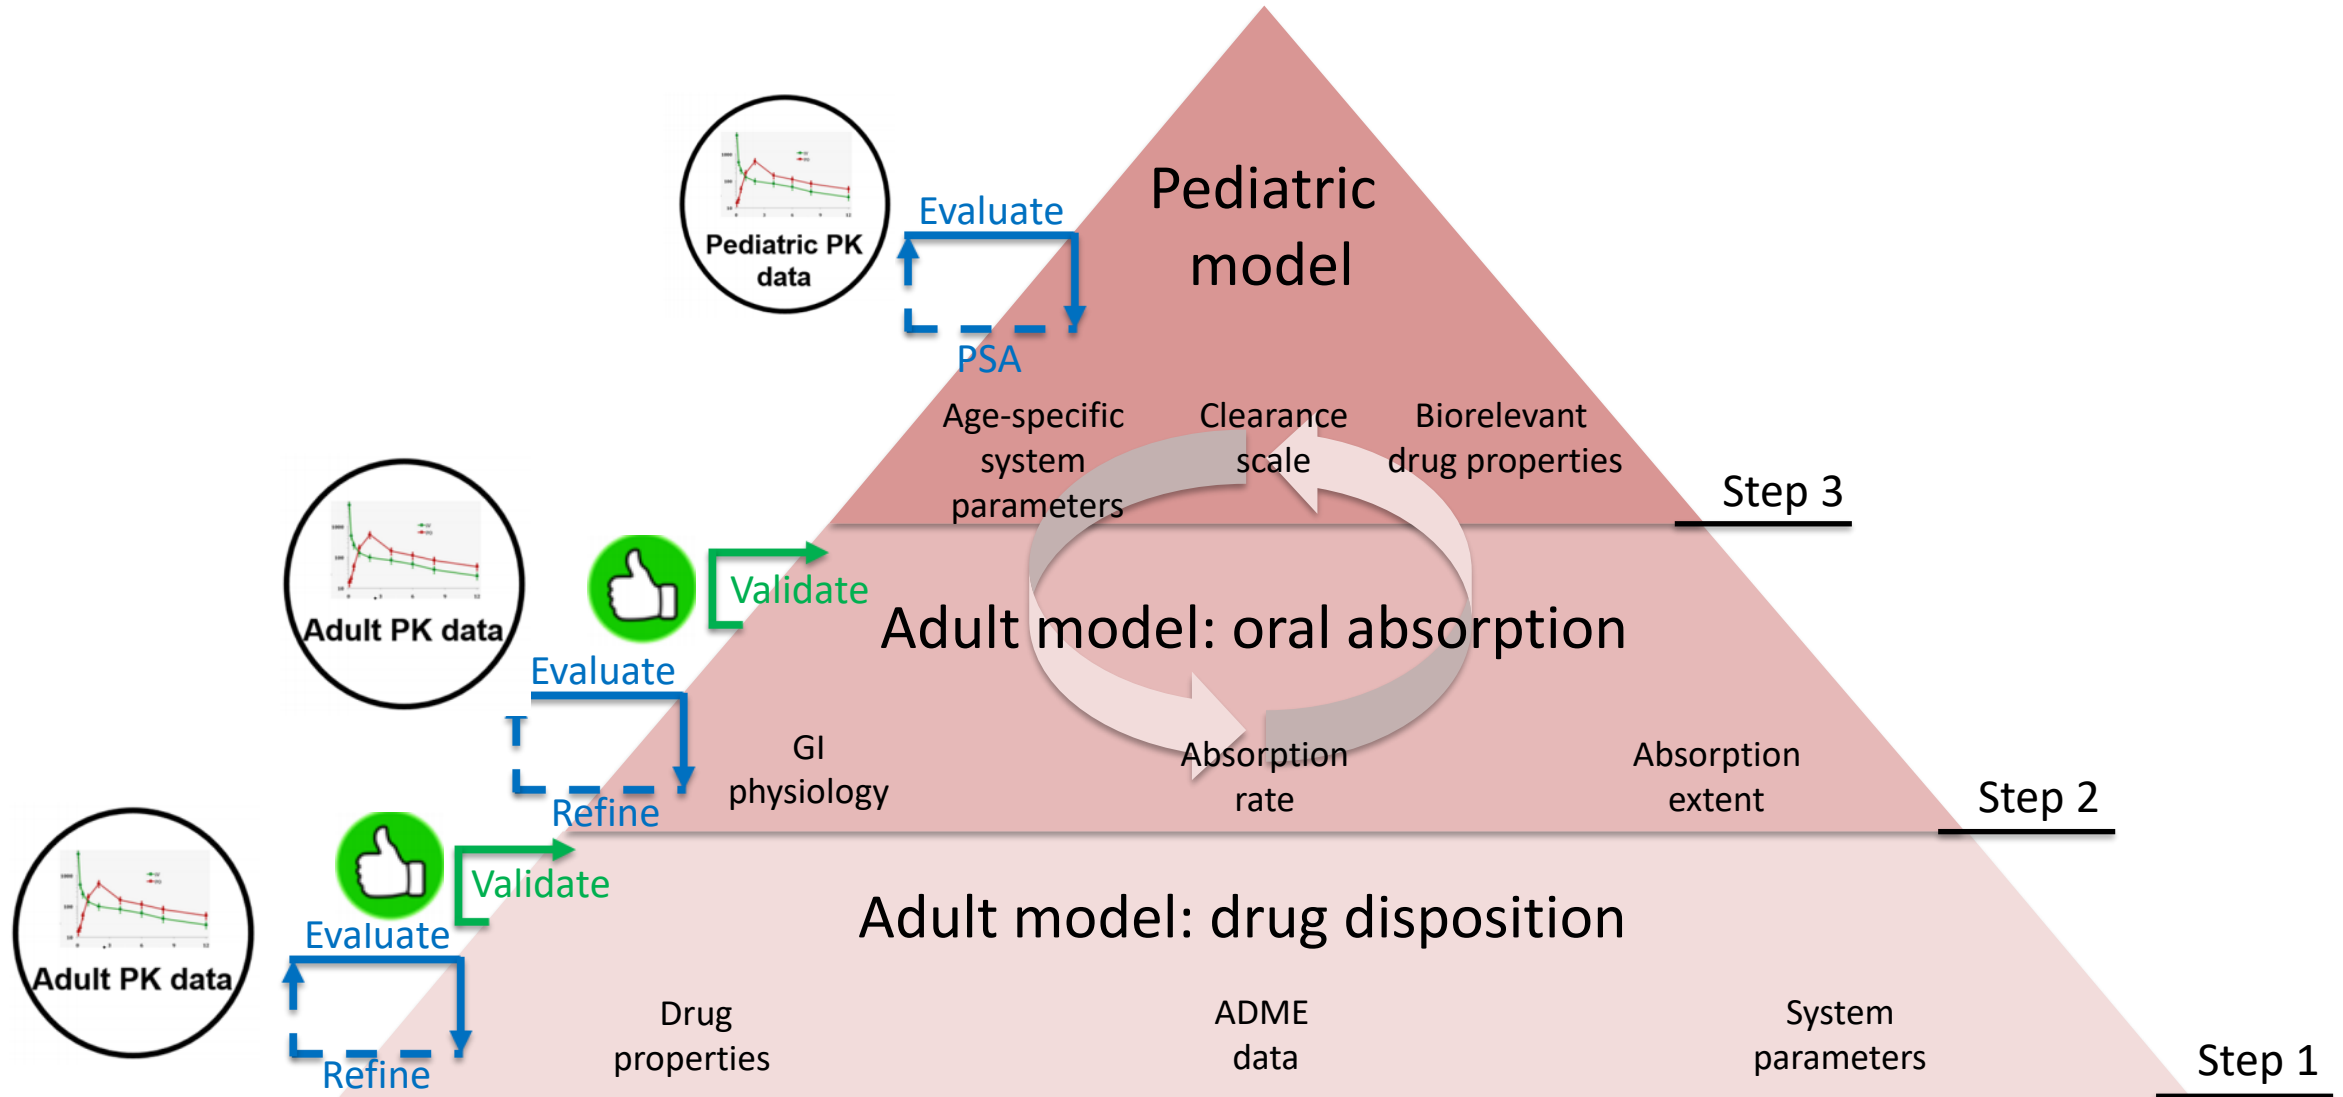 Pediatric PK
data
Evaluate
PSA
Pediatric
model
Age-specific
system
parameters
Clearance
scale
Biorelevant
drug properties
Step 3
Adult PK data
Validate
Evaluate
Refine
Adult model: oral absorption
GI
physiology
Absorption
rate
Absorption
extent
Step 2
Adult PK data
Validate
Evaluate
Refine
Adult model: drug disposition
Drug
properties
ADME
data
System
parameters
Step 1